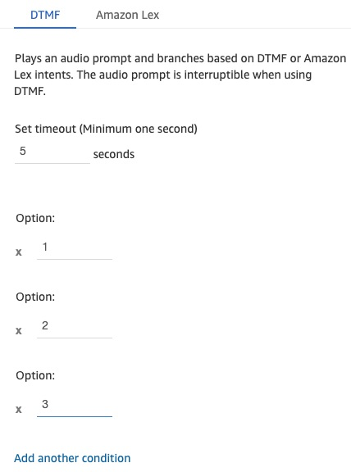 DTMF Amazon Lex
Plays an audio prompt and branches based on DTMF or Amazon
Lex intents. The audio prompt is interruptible when using
DTMF.
Set timeout (Minimum one second)
5 seconds
Option:
x 1
Option:
x 2
Option:
x 3
Add another condition